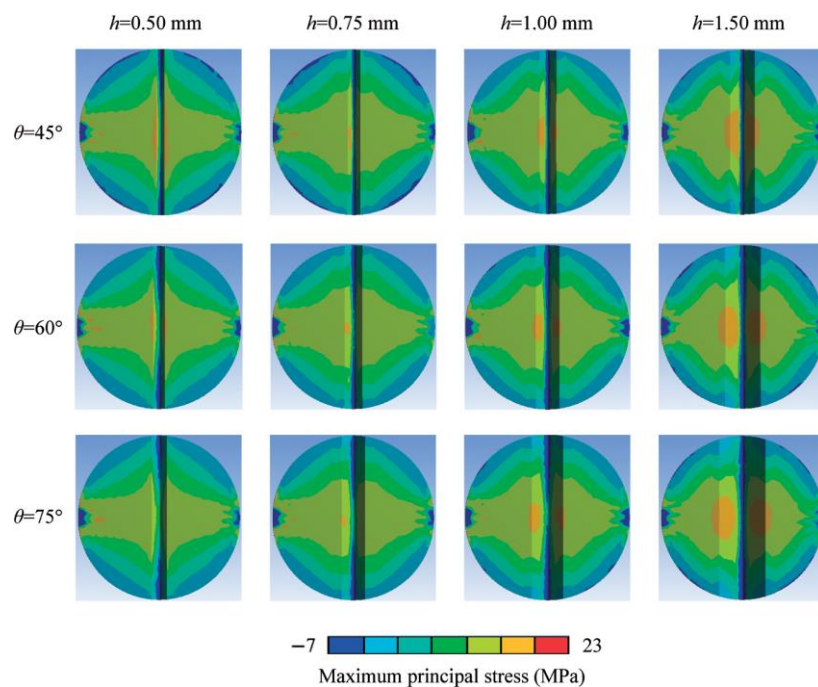 h=0.50 mm h=0.75 mm h=1.00 mm h=1.50 mm
θ=45°
θ=60°
θ=75°
−7 23
Maximum principal stress (MPa)